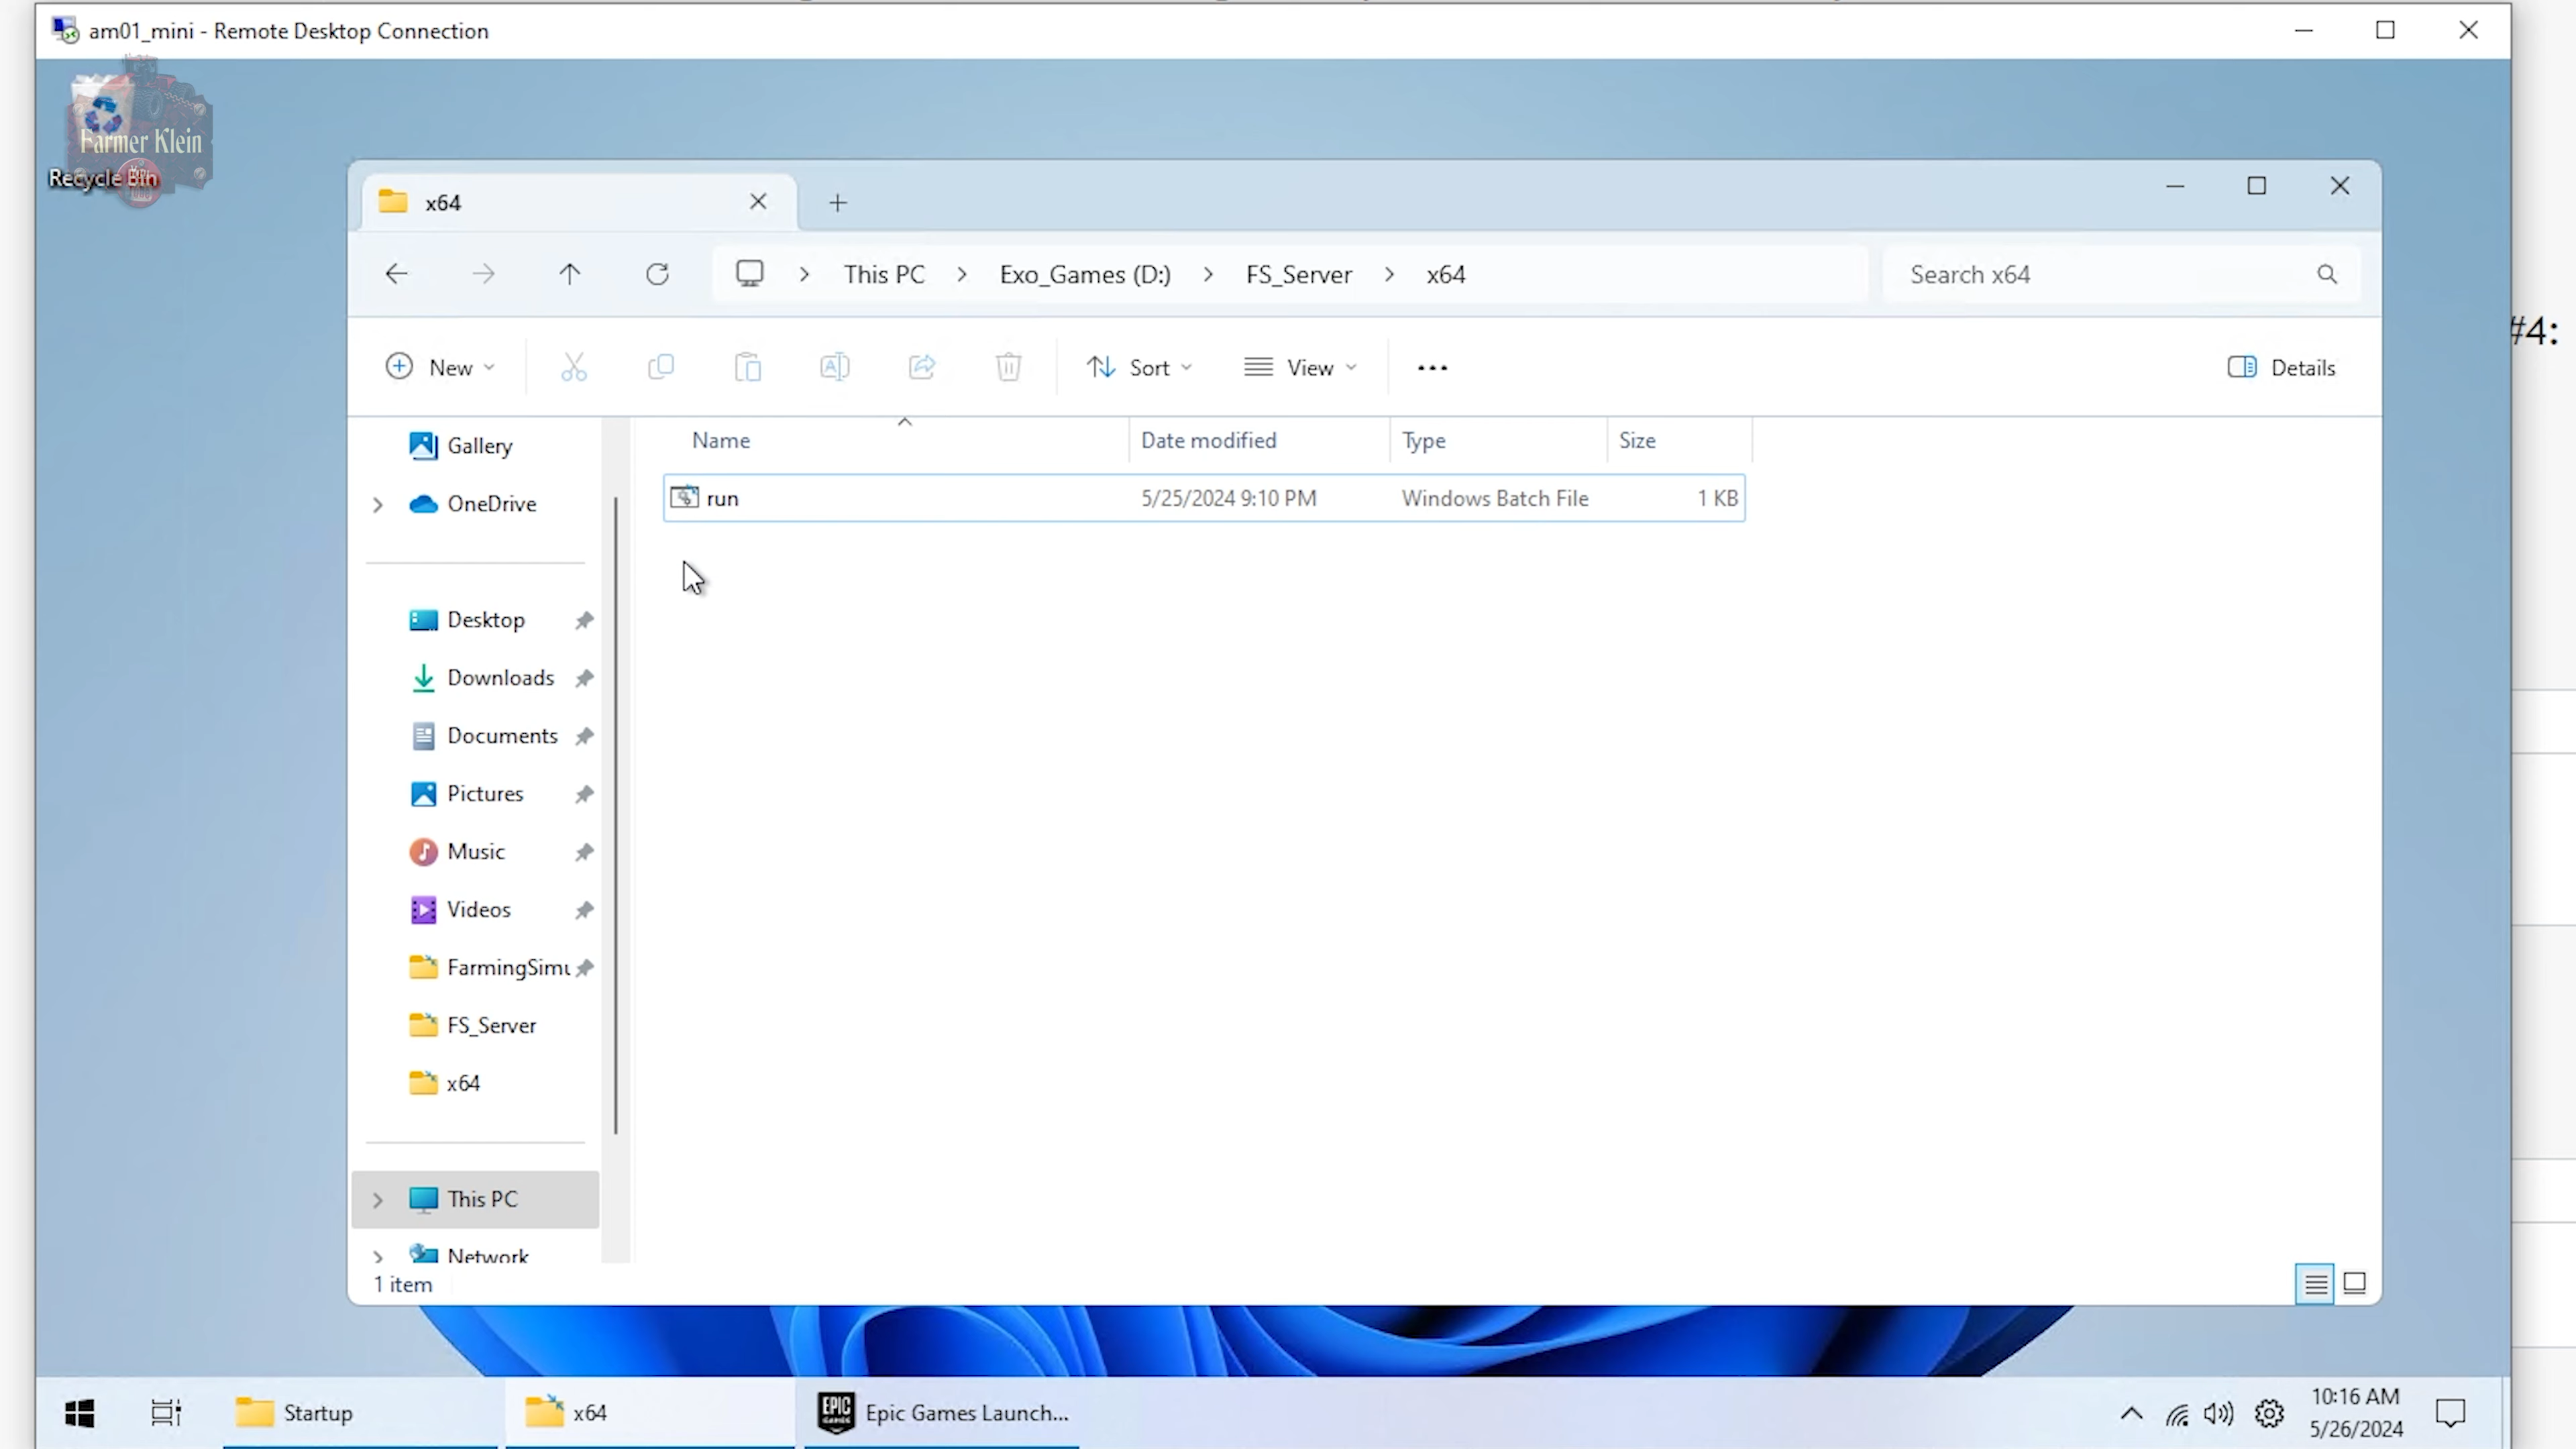 am01_mini - Remote Desktop Connection
Farmer Klein
Recycle Bin
x64
This PC
Exo_Games (D:)
FS_Server
x64
Search x64
#4:
New
Sort
View
Details
Name
Date modified
Type
Size
run
5/25/2024 9:10 PM
Windows Batch File
1 KB
Gallery
OneDrive
Desktop
Downloads
Documents
Pictures
Music
Videos
FarmingSimu
FS_Server
x64
This PC
Network
1 item
Startup
x64
EPIC GAMES
Epic Games Launch...
10:16 AM
5/26/2024